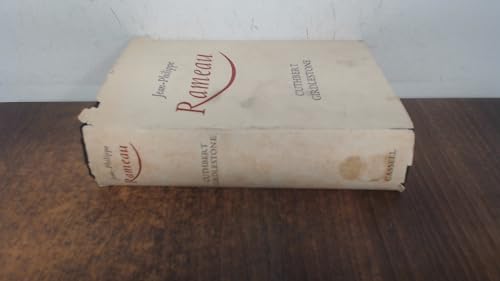 Jean-Philippe
Rameau
CUTHBERT
GIRDLESTONE
Jean-Philippe
Rameau
CUTHBERT
GIRDLESTONE
CASSELL